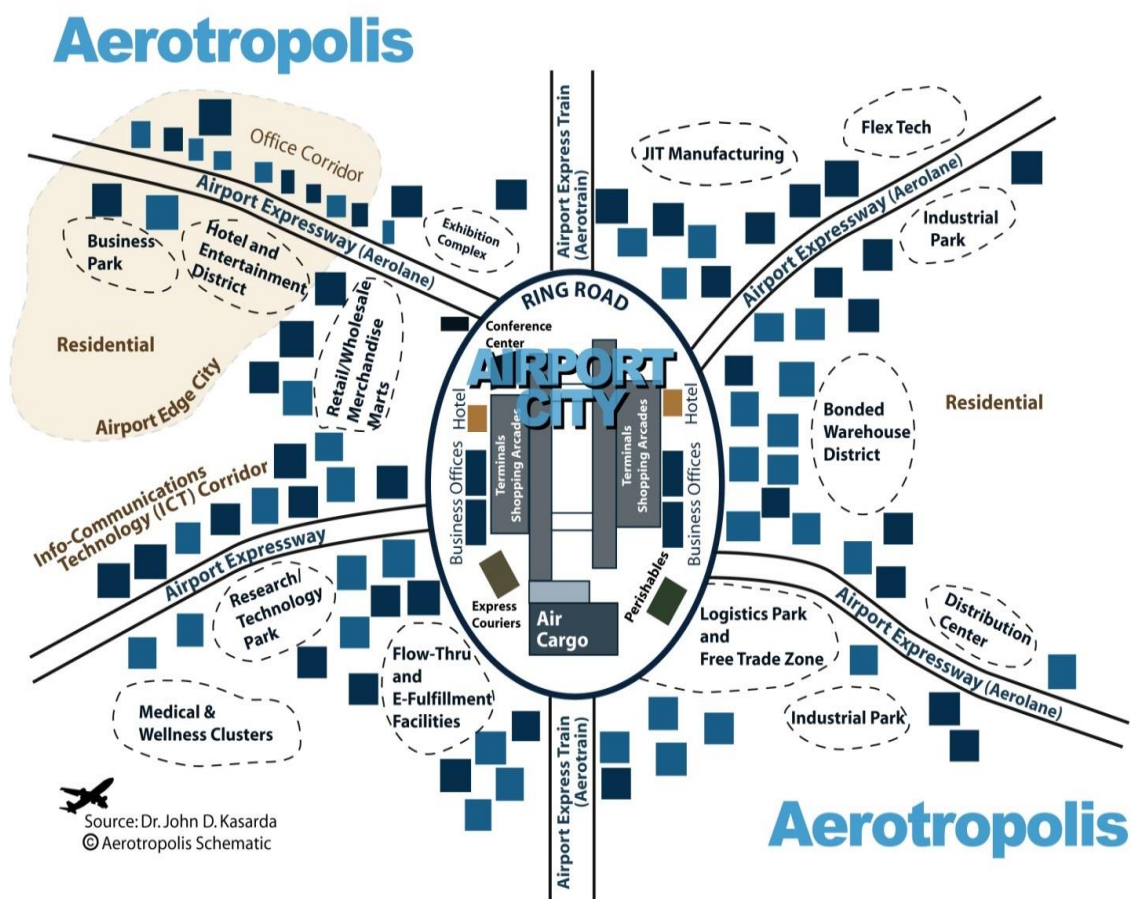 Aerotropolis
Office Corridor
Airport Expressway (Aerolane)
Business
Park
Hotel and
Entertainment
District
Residential
Airport Edge City
Exhibition
Complex
Retail/Wholesale
Merchandise
Marts
Airport Express Train
(Aerotrain)
JIT Manufacturing
Flex Tech
Airport Expressway (Aerolane)
Industrial
Park
RING ROAD
Conference
Center
AIRPORT
CITY
Hotel
Hotel
Terminals
Shopping Arcades
Terminals
Shopping Arcades
Business Offices
Business Offices
Express
Couriers
Perishables
Air
Cargo
Bonded
Warehouse
District
Residential
Info-Communications
Technology (ICT) Corridor
Airport Expressway
Research/
Technology
Park
Flow-Thru
and
E-Fulfillment
Facilities
Medical &
Wellness Clusters
Logistics Park
and
Free Trade Zone
Airport Expressway (Aerolane)
Distribution
Center
Industrial Park
Airport Express Train
(Aerotrain)
Source: Dr. John D. Kasarda
© Aerotropolis Schematic
Aerotropolis